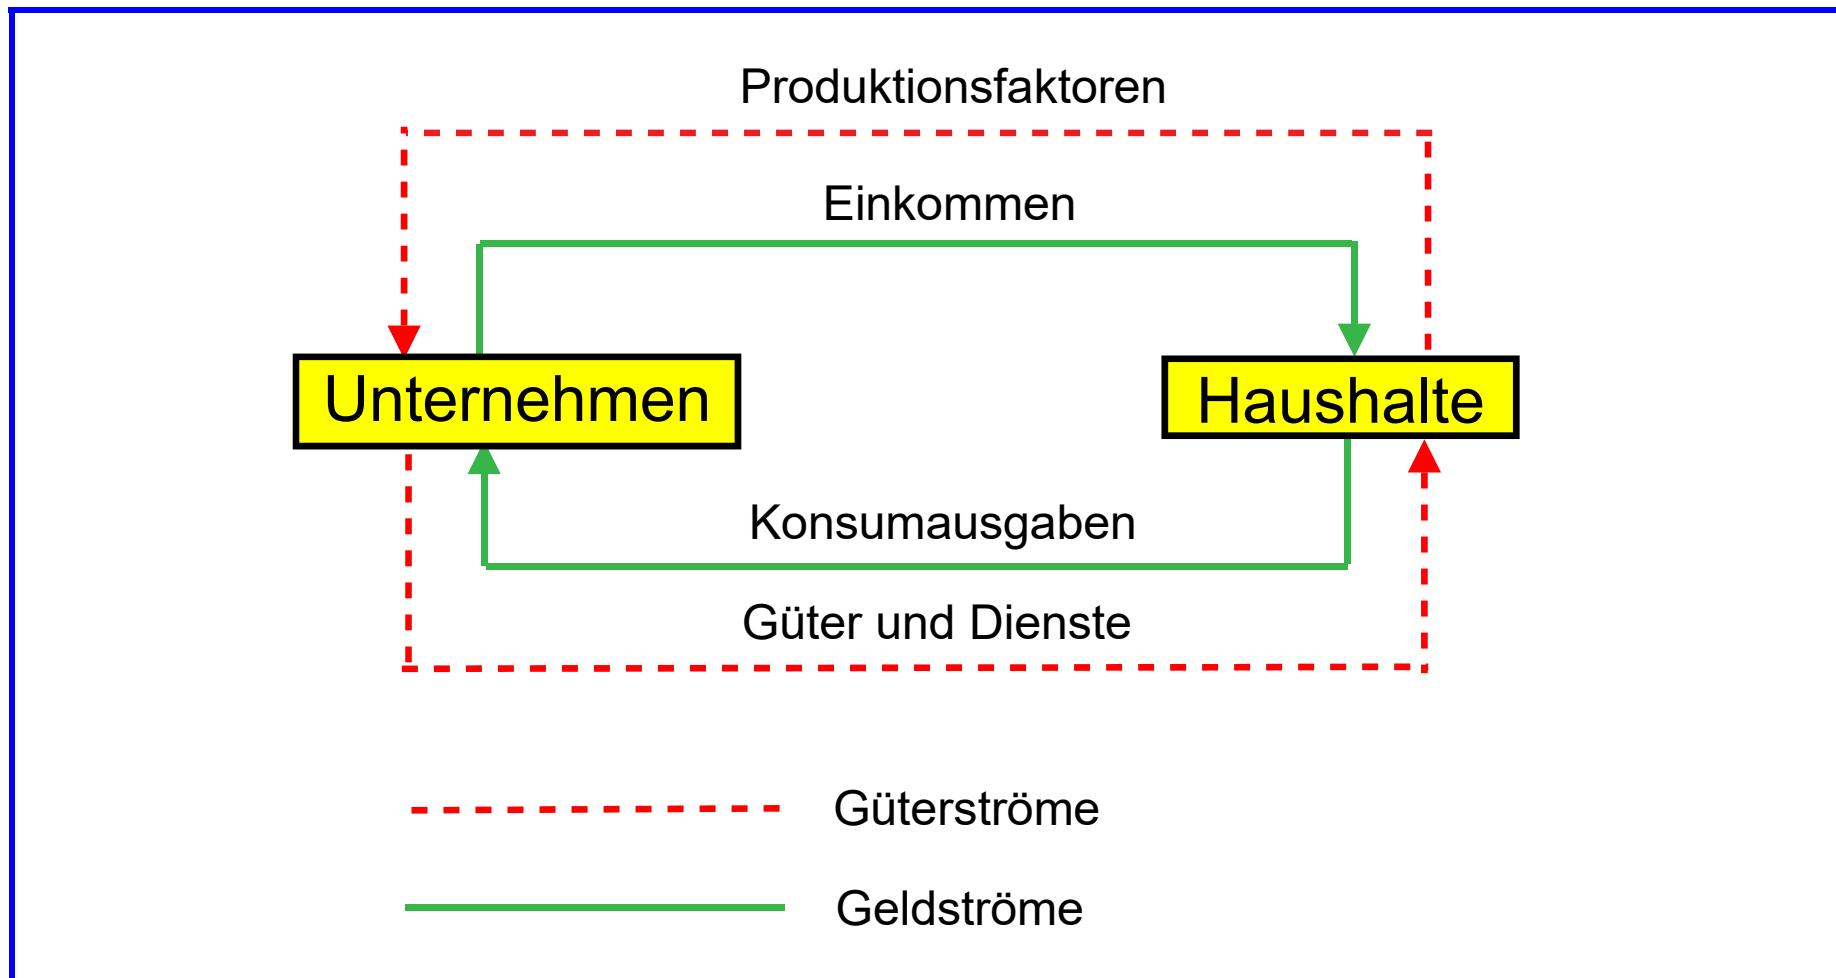 Produktionsfaktoren
Einkommen
Unternehmen
Haushalte
Konsumausgaben
Güter und Dienste
Güterströme
Geldströme